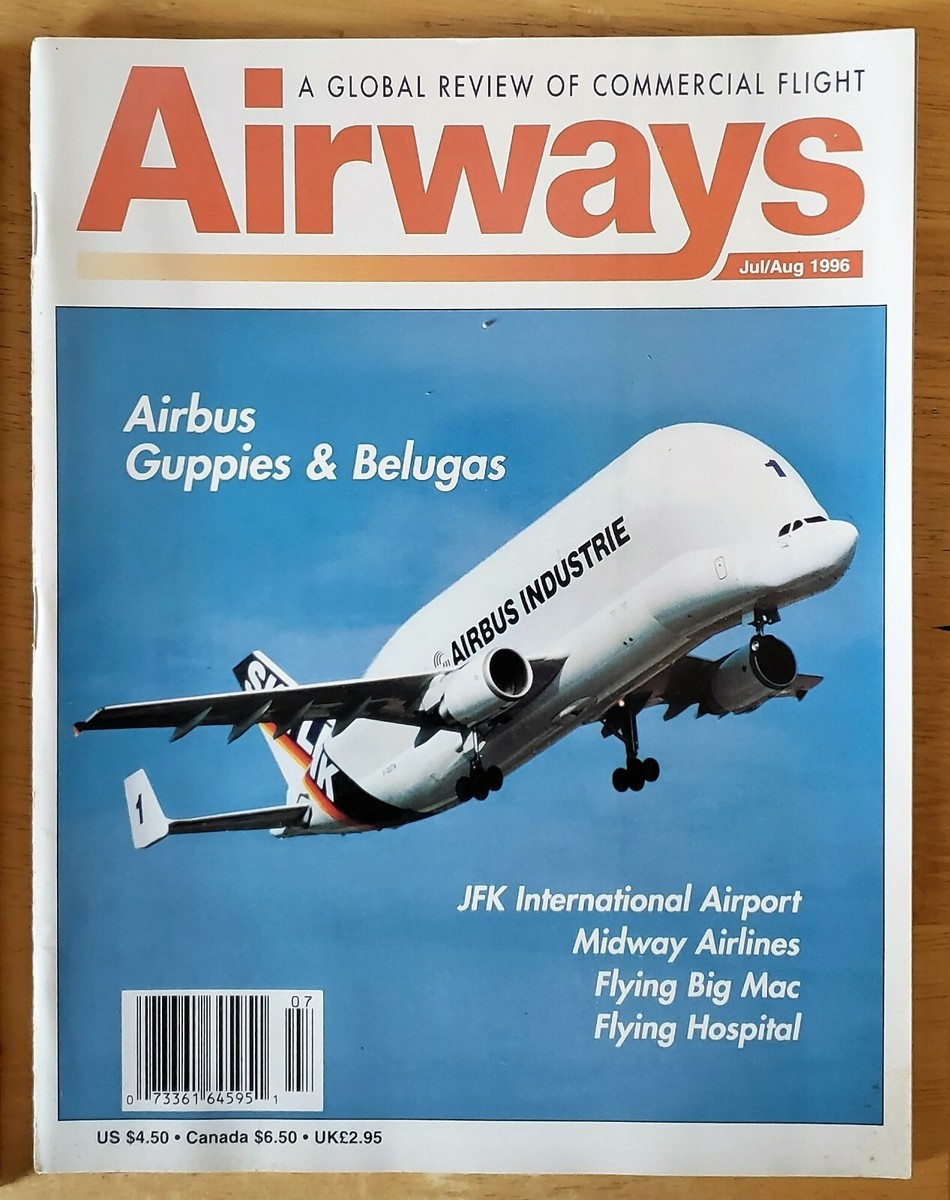 A GLOBAL REVIEW OF COMMERCIAL FLIGHT
Airways
Jul/Aug 1996
Airbus
Guppies & Belugas
1
AIRBUS INDUSTRIE
1
JFK International Airport
Midway Airlines
Flying Big Mac
Flying Hospital
07
0 73361 64595 1
US $4.50 • Canada $6.50 • UK£2.95